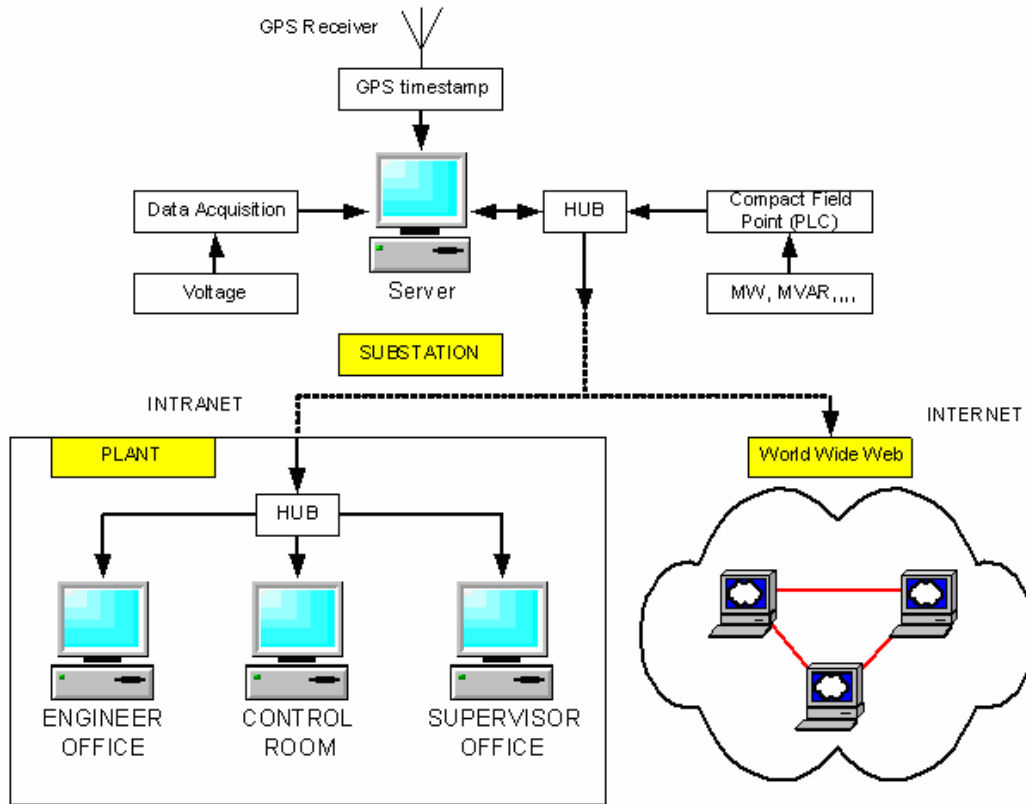 GPS Receiver
GPS timestamp
Data Acquisition
HUB
Compact Field
Point (PLC)
Voltage
Server
MW, MVAR,,,,
SUBSTATION
INTRANET
INTERNET
PLANT
World Wide Web
HUB
ENGINEER
OFFICE
CONTROL
ROOM
SUPERVISOR
OFFICE